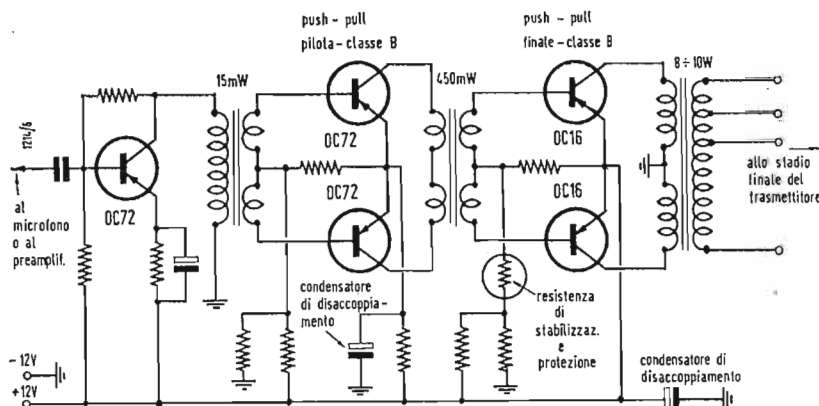 push - pull
pilota - classe B
push - pull
finale - classe B
15mW
450mW
8÷10W
OC72
OC16
1214/6
OC72
OC16
allo stadio
finale del
trasmettitore
al
microfono
o al
preamplif.
OC72
condensatore
di disaccoppia-
mento
resistenza
di
stabilizzaz.
e
protezione
condensatore di
disaccoppiamento
- 12V
+12V